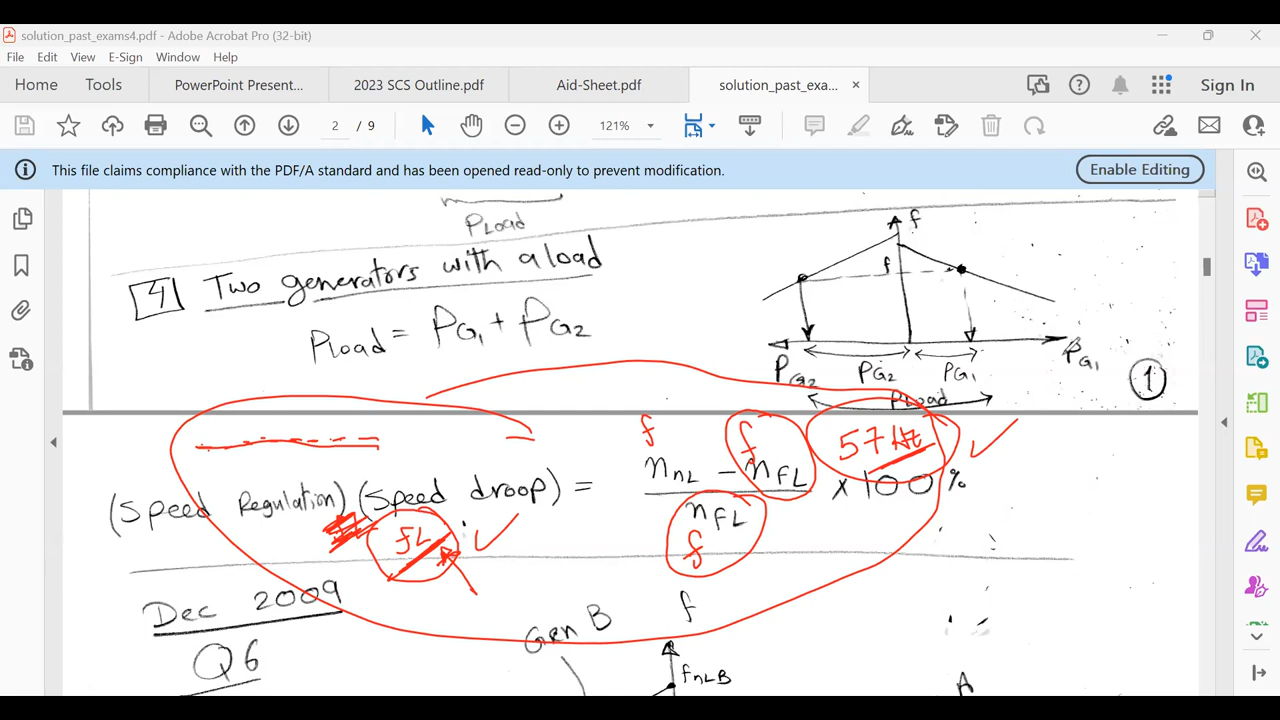 solution_past_exams4.pdf - Adobe Acrobat Pro (32-bit)
File Edit View E-Sign Window Help
Home Tools PowerPoint Present... 2023 SCS Outline.pdf Aid-Sheet.pdf solution_past_exa... × Sign In
2 / 9 121%
This file claims compliance with the PDF/A standard and has been opened read-only to prevent modification. Enable Editing
PLoad
4 Two generators with a load
PLoad = PG1 + PG2
f
f
PG2 PG2 PG1 PG1
PLoad
1
f f 57 Hz
(Speed Regulation) (Speed droop) = nnL - nFL / nFL × 100 %
fL
f
Dec 2009
Q6
Gen B
f
fnLB
A